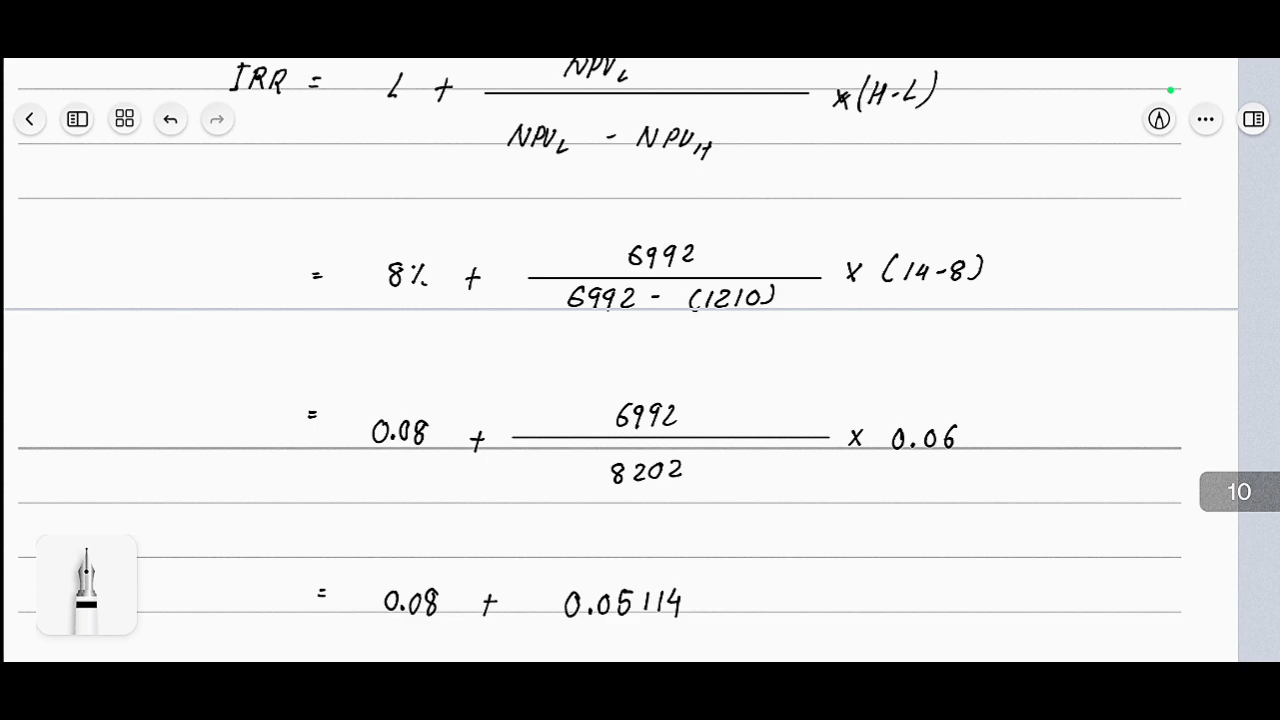 NPV_L
IRR = L + ———— × (H-L)
NPV_L - NPV_H
6992
= 8% + ———— × (14-8)
6992 - (1210)
6992
= 0.08 + ———— × 0.06
8202
10
= 0.08 + 0.05114